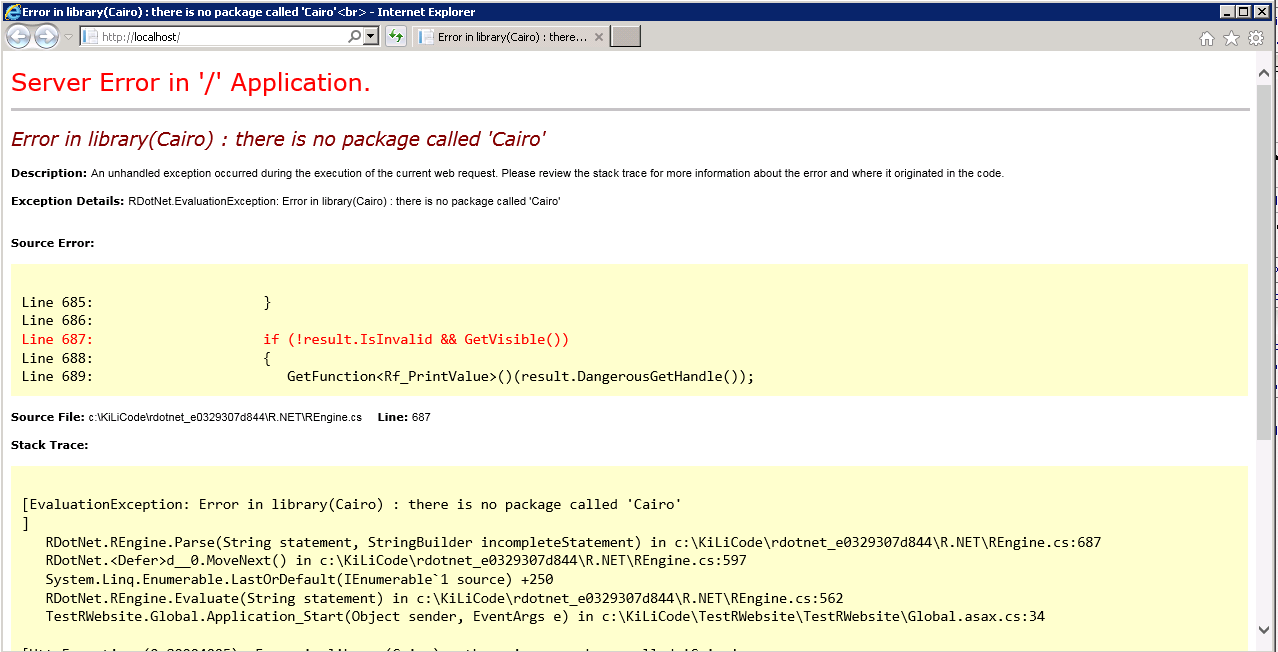 Error in library(Cairo) : there is no package called 'Cairo'<br> - Internet Explorer
http://localhost/
Error in library(Cairo) : there...
Server Error in '/' Application.
Error in library(Cairo) : there is no package called 'Cairo'
Description: An unhandled exception occurred during the execution of the current web request. Please review the stack trace for more information about the error and where it originated in the code.
Exception Details: RDotNet.EvaluationException: Error in library(Cairo) : there is no package called 'Cairo'
Source Error:
Line 685:                     }
Line 686:
Line 687:                     if (!result.IsInvalid && GetVisible())
Line 688:                     {
Line 689:                        GetFunction<Rf_PrintValue>()(result.DangerousGetHandle());
Source File: c:\KiLiCode\rdotnet_e0329307d844\R.NET\REngine.cs    Line: 687
Stack Trace:
[EvaluationException: Error in library(Cairo) : there is no package called 'Cairo'
]
   RDotNet.REngine.Parse(String statement, StringBuilder incompleteStatement) in c:\KiLiCode\rdotnet_e0329307d844\R.NET\REngine.cs:687
   RDotNet.<Defer>d__0.MoveNext() in c:\KiLiCode\rdotnet_e0329307d844\R.NET\REngine.cs:597
   System.Linq.Enumerable.LastOrDefault(IEnumerable`1 source) +250
   RDotNet.REngine.Evaluate(String statement) in c:\KiLiCode\rdotnet_e0329307d844\R.NET\REngine.cs:562
   TestRWebsite.Global.Application_Start(Object sender, EventArgs e) in c:\KiLiCode\TestRWebsite\TestRWebsite\Global.asax.cs:34